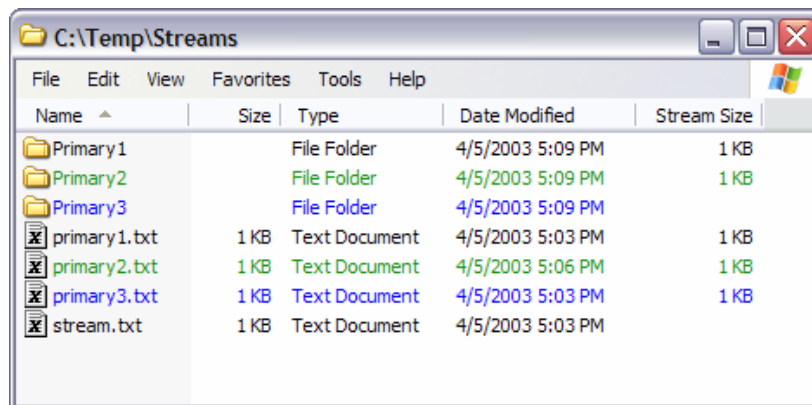 C:\Temp\Streams
File Edit View Favorites Tools Help
Name Size Type Date Modified Stream Size
Primary1 File Folder 4/5/2003 5:09 PM 1 KB
Primary2 File Folder 4/5/2003 5:09 PM 1 KB
Primary3 File Folder 4/5/2003 5:09 PM
primary1.txt 1 KB Text Document 4/5/2003 5:03 PM 1 KB
primary2.txt 1 KB Text Document 4/5/2003 5:06 PM 1 KB
primary3.txt 1 KB Text Document 4/5/2003 5:03 PM 1 KB
stream.txt 1 KB Text Document 4/5/2003 5:03 PM